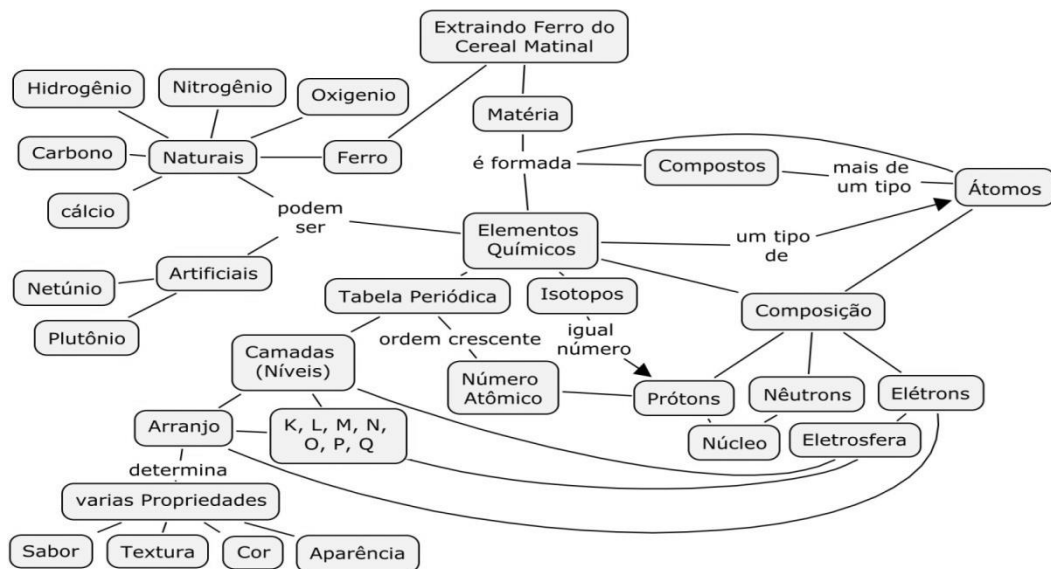 Extraindo Ferro do
Cereal Matinal
Hidrogênio
Nitrogênio
Oxigenio
Matéria
Carbono
Naturais
Ferro
é formada
Compostos
mais de
um tipo
Átomos
cálcio
podem
ser
Elementos
Químicos
um tipo
de
Artificiais
Netúnio
Plutônio
Tabela Periódica
Isotopos
Composição
ordem crescente
igual
número
Camadas
(Níveis)
Número
Atômico
Prótons
Nêutrons
Elétrons
Arranjo
K, L, M, N,
O, P, Q
Núcleo
Eletrosfera
determina
varias Propriedades
Sabor
Textura
Cor
Aparência